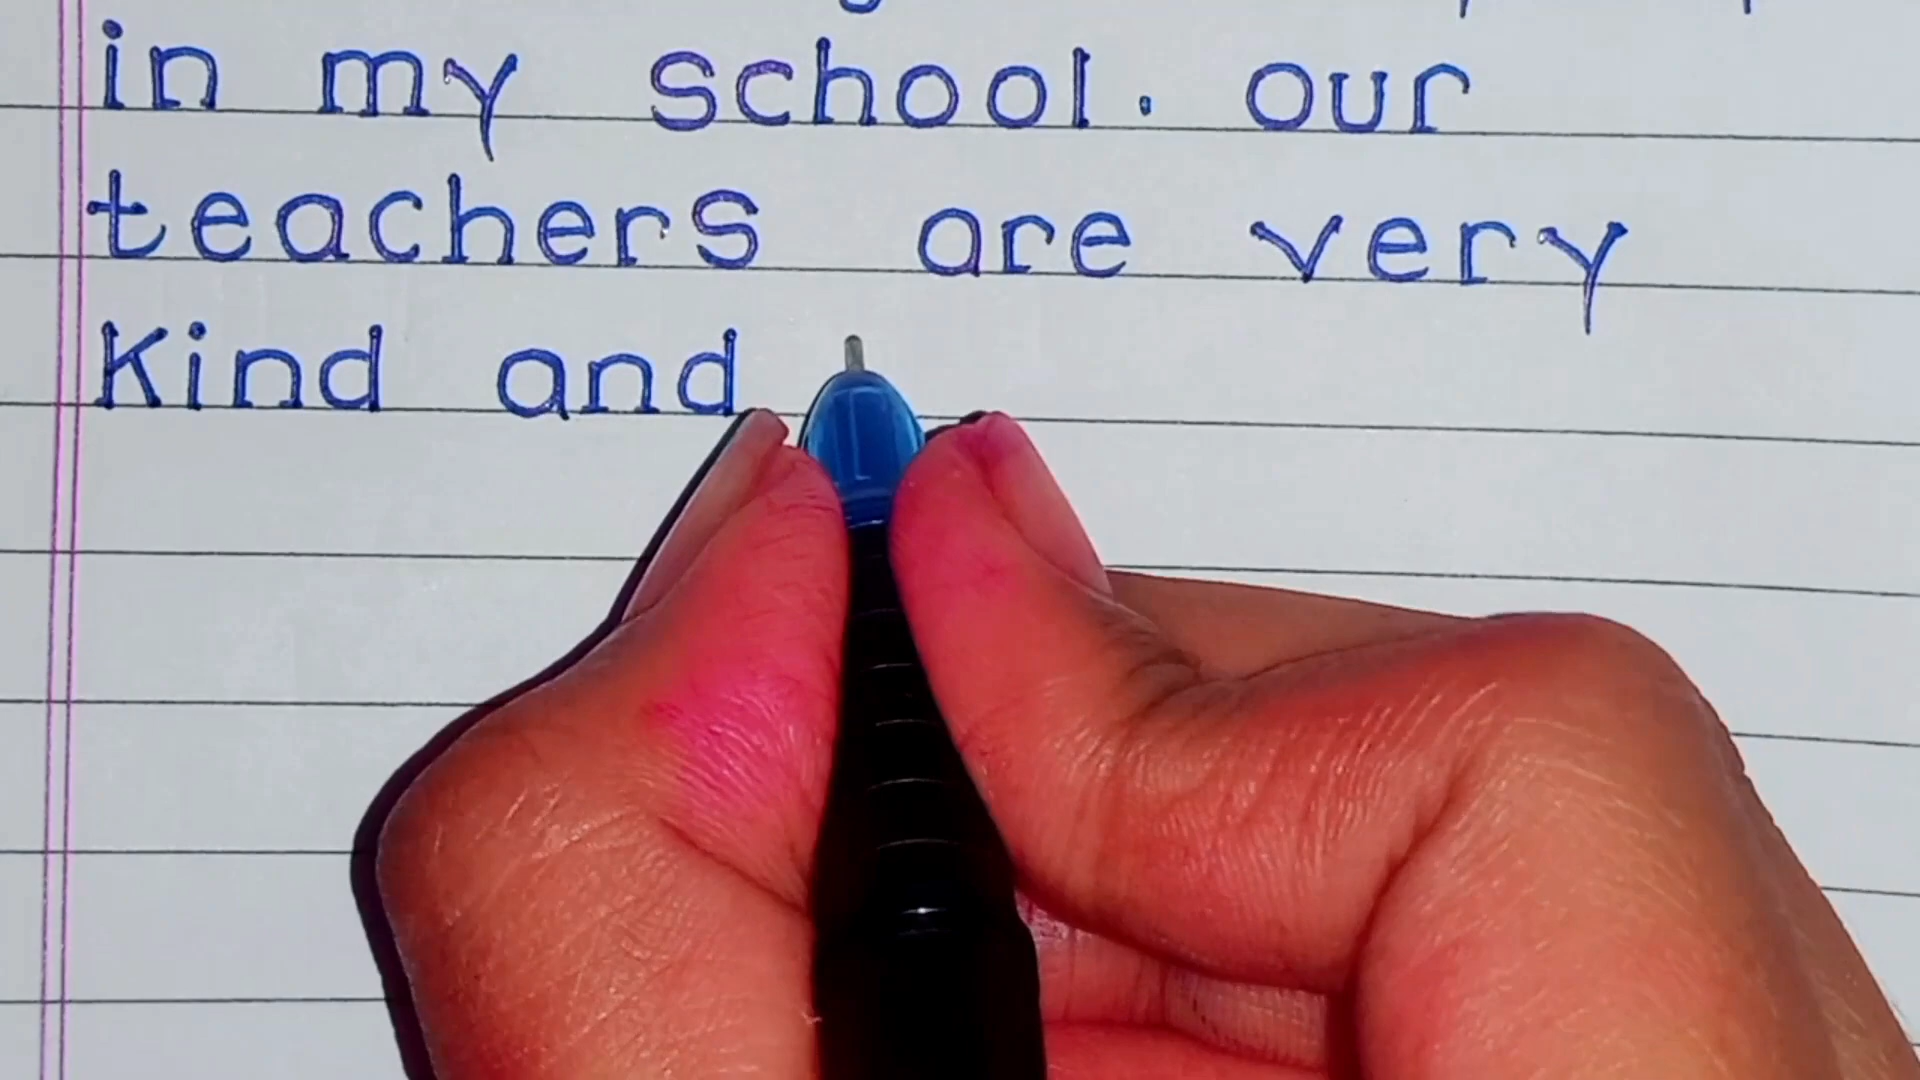 in my school. our
teachers are very
Kind and